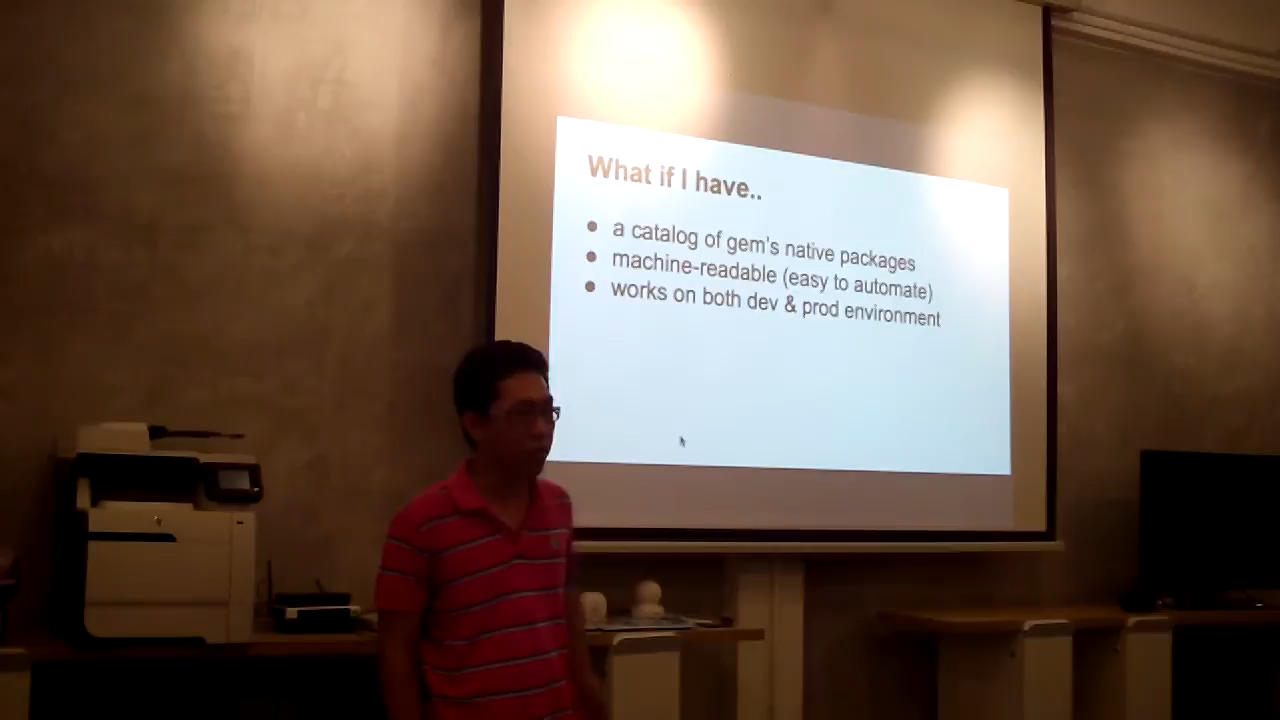 What if I have..
● a catalog of gem's native packages
● machine-readable (easy to automate)
● works on both dev & prod environment